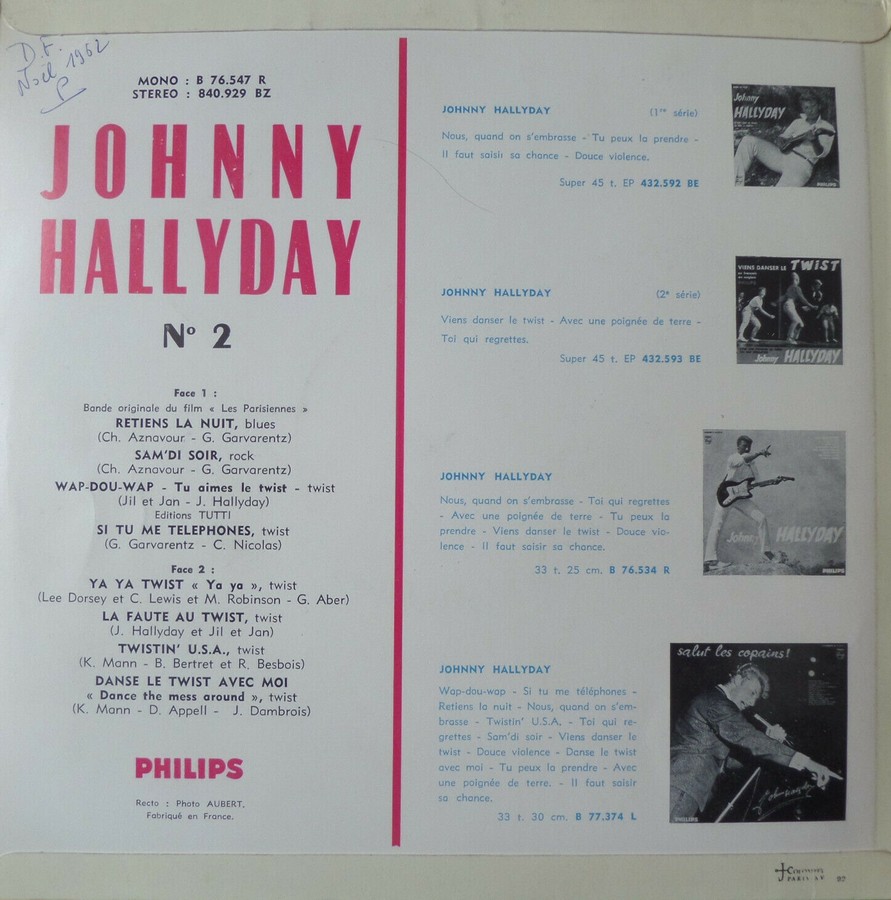 D.F.
Noël 1962
P
MONO : B 76.547 R
STEREO : 840.929 BZ
JOHNNY
HALLYDAY
Nº 2
Face 1 :
Bande originale du film « Les Parisiennes »
RETIENS LA NUIT, blues
(Ch. Aznavour - G. Garvarentz)
SAM'DI SOIR, rock
(Ch. Aznavour - G. Garvarentz)
WAP-DOU-WAP - Tu aimes le twist - twist
(Jil et Jan - J. Hallyday)
Editions TUTTI
SI TU ME TELEPHONES, twist
(G. Garvarentz - C. Nicolas)
Face 2 :
YA YA TWIST « Ya ya », twist
(Lee Dorsey et C. Lewis et M. Robinson - G. Aber)
LA FAUTE AU TWIST, twist
(J. Hallyday et Jil et Jan)
TWISTIN' U.S.A., twist
(K. Mann - B. Bertret et R. Besbois)
DANSE LE TWIST AVEC MOI
« Dance the mess around », twist
(K. Mann - D. Appell - J. Dambrois)
PHILIPS
Recto : Photo AUBERT.
Fabriqué en France.
JOHNNY HALLYDAY (1re série)
Nous, quand on s'embrasse - Tu peux la prendre -
Il faut saisir sa chance - Douce violence.
Super 45 t. EP 432.592 BE
Johnny
HALLYDAY
PHILIPS
JOHNNY HALLYDAY (2e série)
Viens danser le twist - Avec une poignée de terre -
Toi qui regrettes.
Super 45 t. EP 432.593 BE
VIENS DANSER LE TWIST
Johnny HALLYDAY
JOHNNY HALLYDAY
Nous, quand on s'embrasse - Toi qui regrettes
- Avec une poignée de terre - Tu peux la
prendre - Viens danser le twist - Douce vio-
lence - Il faut saisir sa chance.
33 t. 25 cm. B 76.534 R
Johnny HALLYDAY
PHILIPS
JOHNNY HALLYDAY
Wap-dou-wap - Si tu me téléphones -
Retiens la nuit - Nous, quand on s'em-
brasse - Twistin' U.S.A. - Toi qui re-
grettes - Sam'di soir - Viens danser le
twist - Douce violence - Danse le twist
avec moi - Tu peux la prendre - Avec
une poignée de terre. - Il faut saisir
sa chance.
33 t. 30 cm. B 77.374 L
salut les copains!
PHILIPS
PARIS XV